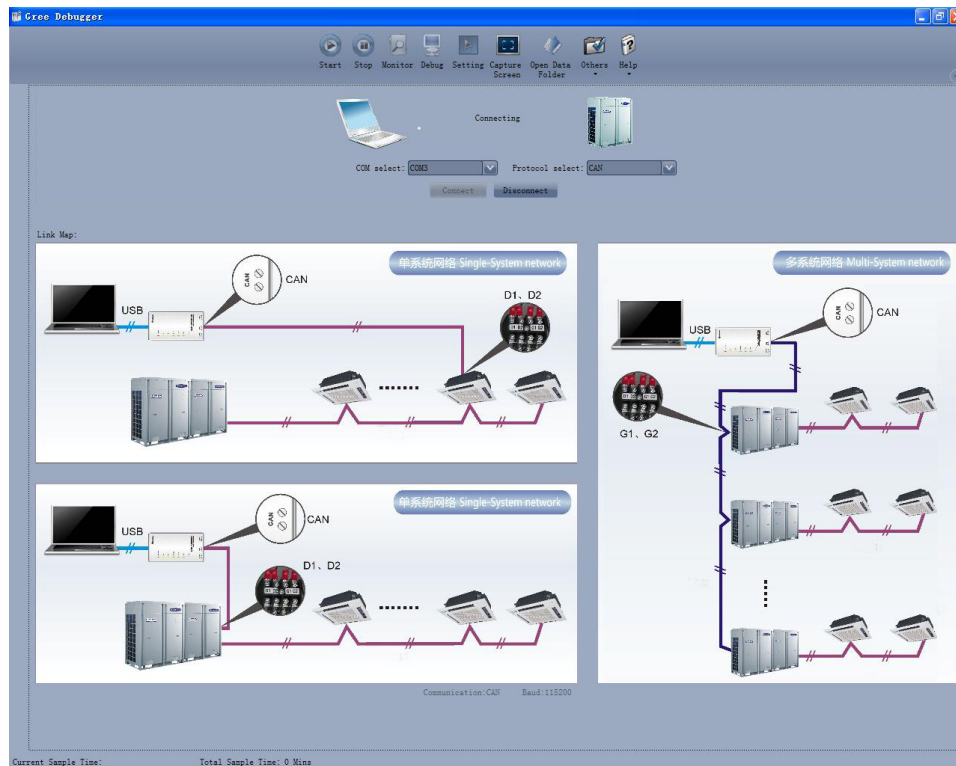 Gree Debugger
Start Stop Monitor Debug Setting Capture Screen Open Data Folder Others Help
Connecting
COM select: COM3 Protocol select: CAN
Connect Disconnect
Link Map:
单系统网络 Single-System network
CAN
CAN
USB
D1、D2
单系统网络 Single-System network
CAN
CAN
USB
D1、D2
多系统网络 Multi-System network
CAN
CAN
USB
G1、G2
Communication:CAN Baud:115200
Current Sample Time: Total Sample Time: 0 Mins